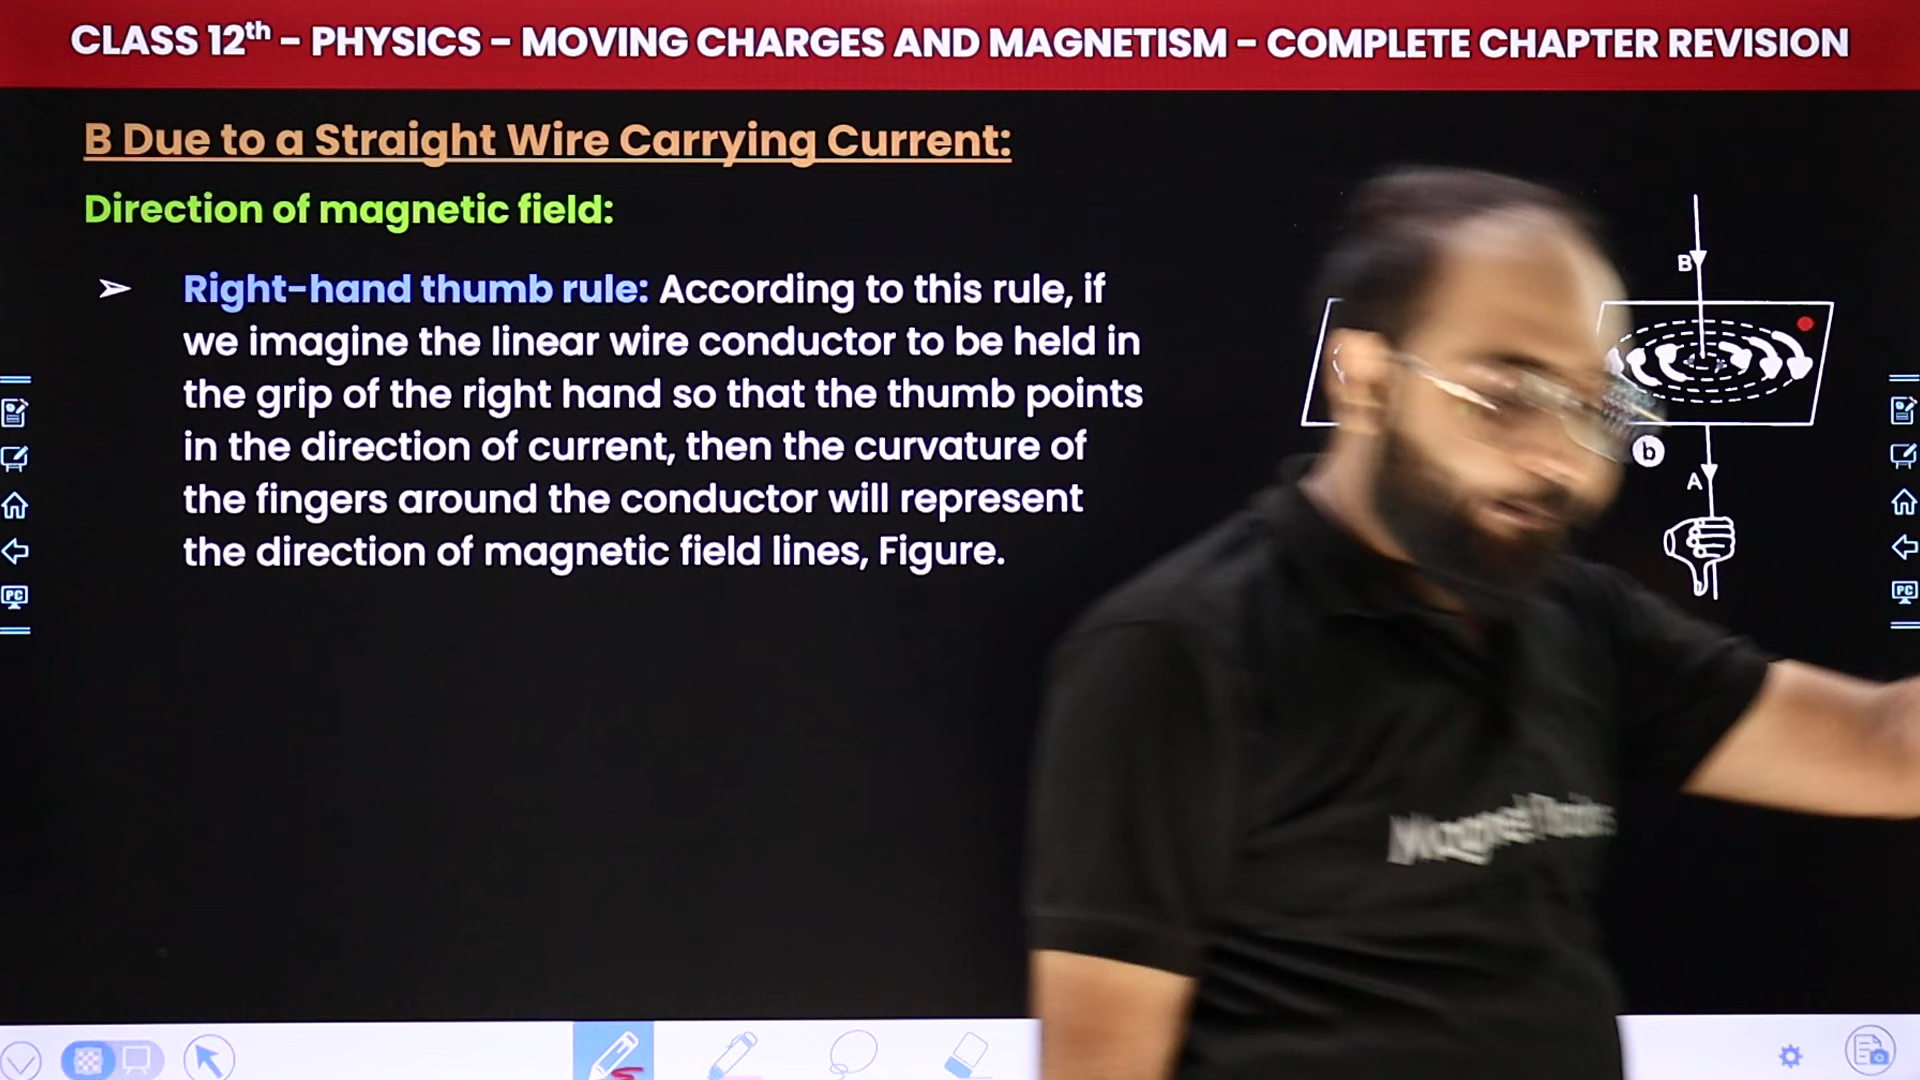 CLASS 12th – PHYSICS – MOVING CHARGES AND MAGNETISM – COMPLETE CHAPTER REVISION
B Due to a Straight Wire Carrying Current:
Direction of magnetic field:
➢ Right-hand thumb rule: According to this rule, if
we imagine the linear wire conductor to be held in
the grip of the right hand so that the thumb points
in the direction of current, then the curvature of
the fingers around the conductor will represent
the direction of magnetic field lines, Figure.
B
b
A
PC
PC